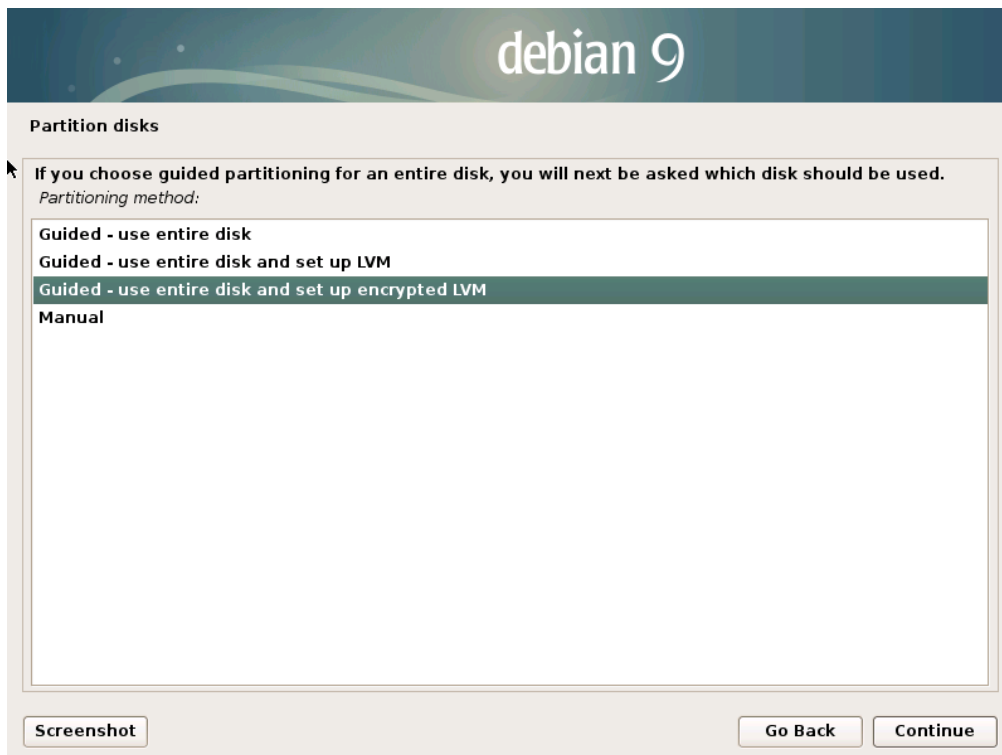 debian 9
Partition disks
If you choose guided partitioning for an entire disk, you will next be asked which disk should be used.
Partitioning method:
Guided - use entire disk
Guided - use entire disk and set up LVM
Guided - use entire disk and set up encrypted LVM
Manual
Screenshot
Go Back
Continue